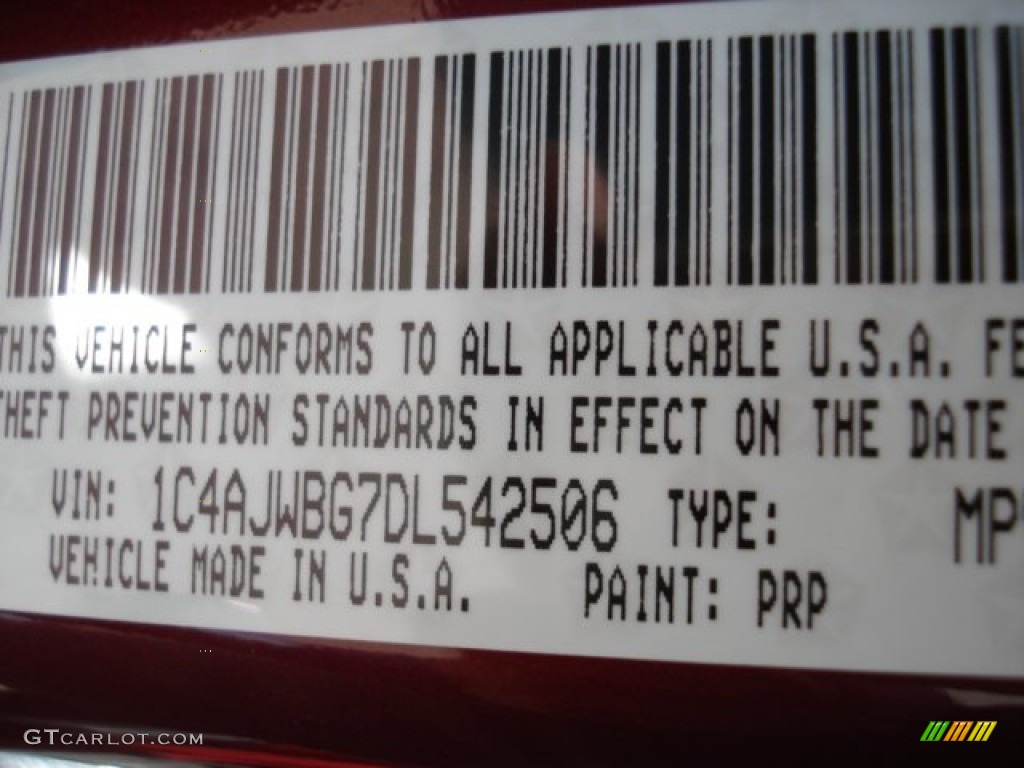 THIS VEHICLE CONFORMS TO ALL APPLICABLE U.S.A. FE
THEFT PREVENTION STANDARDS IN EFFECT ON THE DATE
VIN: 1C4AJWBG7DL542506 TYPE: MP
VEHICLE MADE IN U.S.A. PAINT: PRP
GTCARLOT.COM